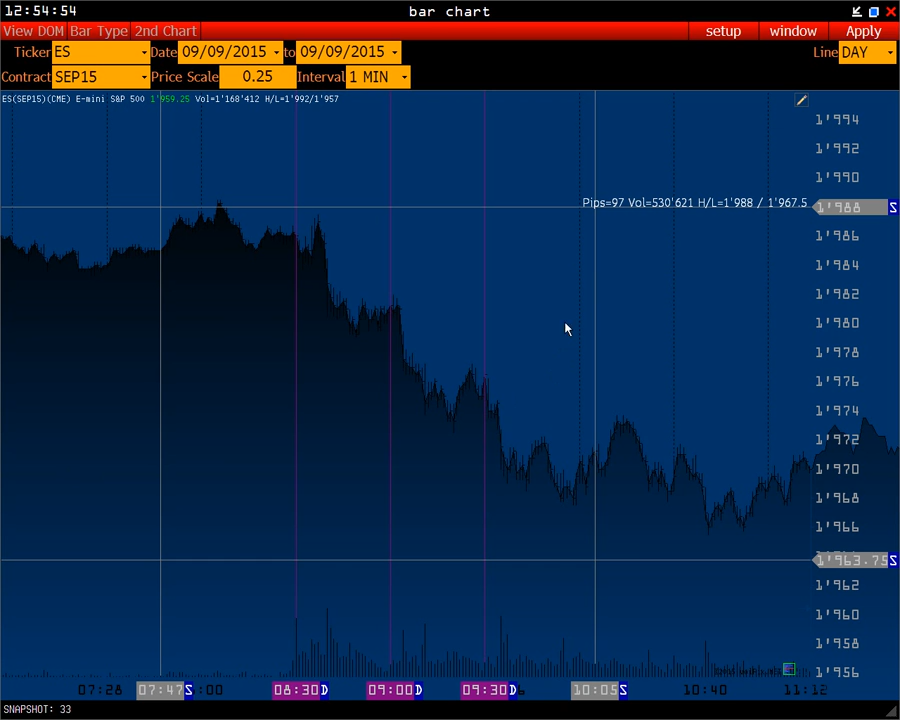 12:54:54 bar chart
View DOM Bar Type 2nd Chart setup window Apply
Ticker ES Date 09/09/2015 to 09/09/2015 Line DAY
Contract SEP15 Price Scale 0.25 Interval 1 MIN
ES(SEP15)(CME) E-mini S&P 500 1'959.25 Vol=1'168'412 H/L=1'992/1'957
1'994
1'992
1'990
Pips=97 Vol=530'621 H/L=1'988 / 1'967.5 1'988 S
1'986
1'984
1'982
1'980
1'978
1'976
1'974
1'972
1'970
1'968
1'966
1'963.75 S
1'962
1'960
1'958
1'956
07:28 07:47 S :00 08:30 D 09:00 D 09:30 D 6 10:05 S 10:40 11:12
SNAPSHOT: 33